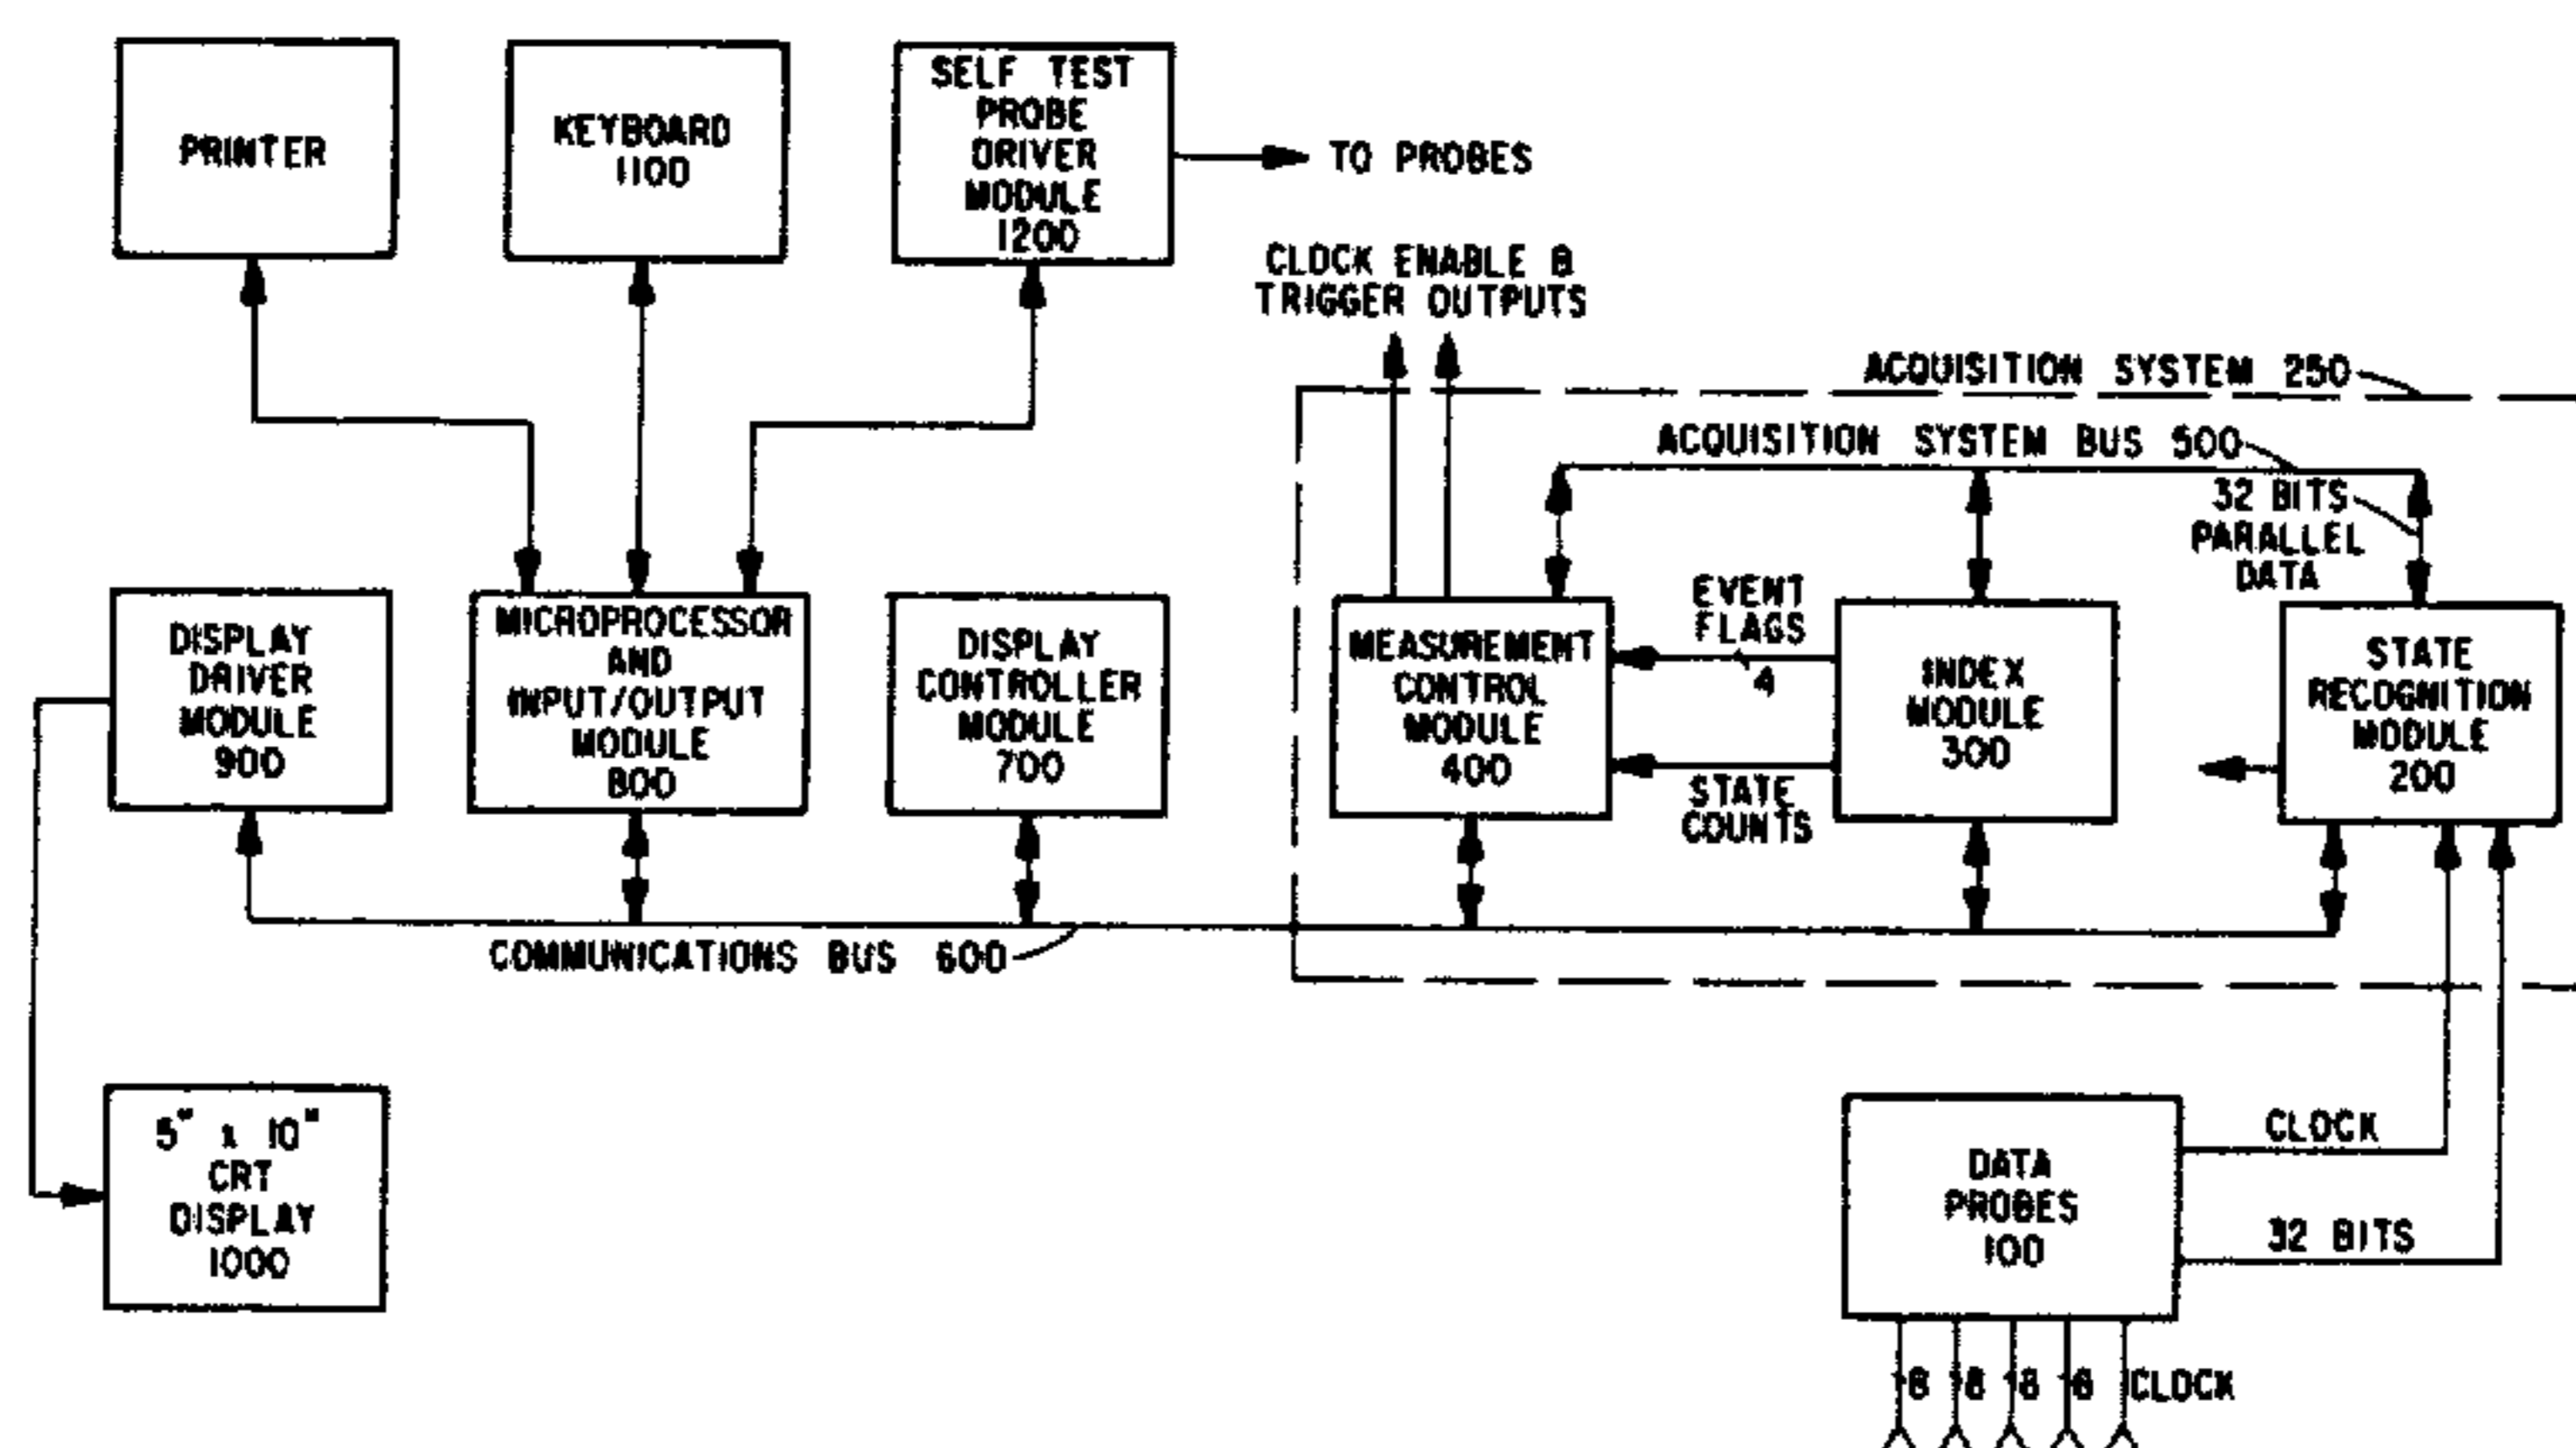 PRINTER
KEYBOARD
1100
SELF TEST
PROBE
DRIVER
MODULE
1200
TO PROBES
CLOCK ENABLE &
TRIGGER OUTPUTS
ACQUISITION SYSTEM 250
ACQUISITION SYSTEM BUS 500
32 BITS
PARALLEL
DATA
DISPLAY
DRIVER
MODULE
900
MICROPROCESSOR
AND
INPUT/OUTPUT
MODULE
800
DISPLAY
CONTROLLER
MODULE
700
MEASUREMENT
CONTROL
MODULE
400
EVENT
FLAGS
4
STATE
COUNTS
INDEX
MODULE
300
STATE
RECOGNITION
MODULE
200
COMMUNICATIONS BUS 600
5" x 10"
CRT
DISPLAY
1000
DATA
PROBES
100
CLOCK
32 BITS
8 8 8 8 CLOCK